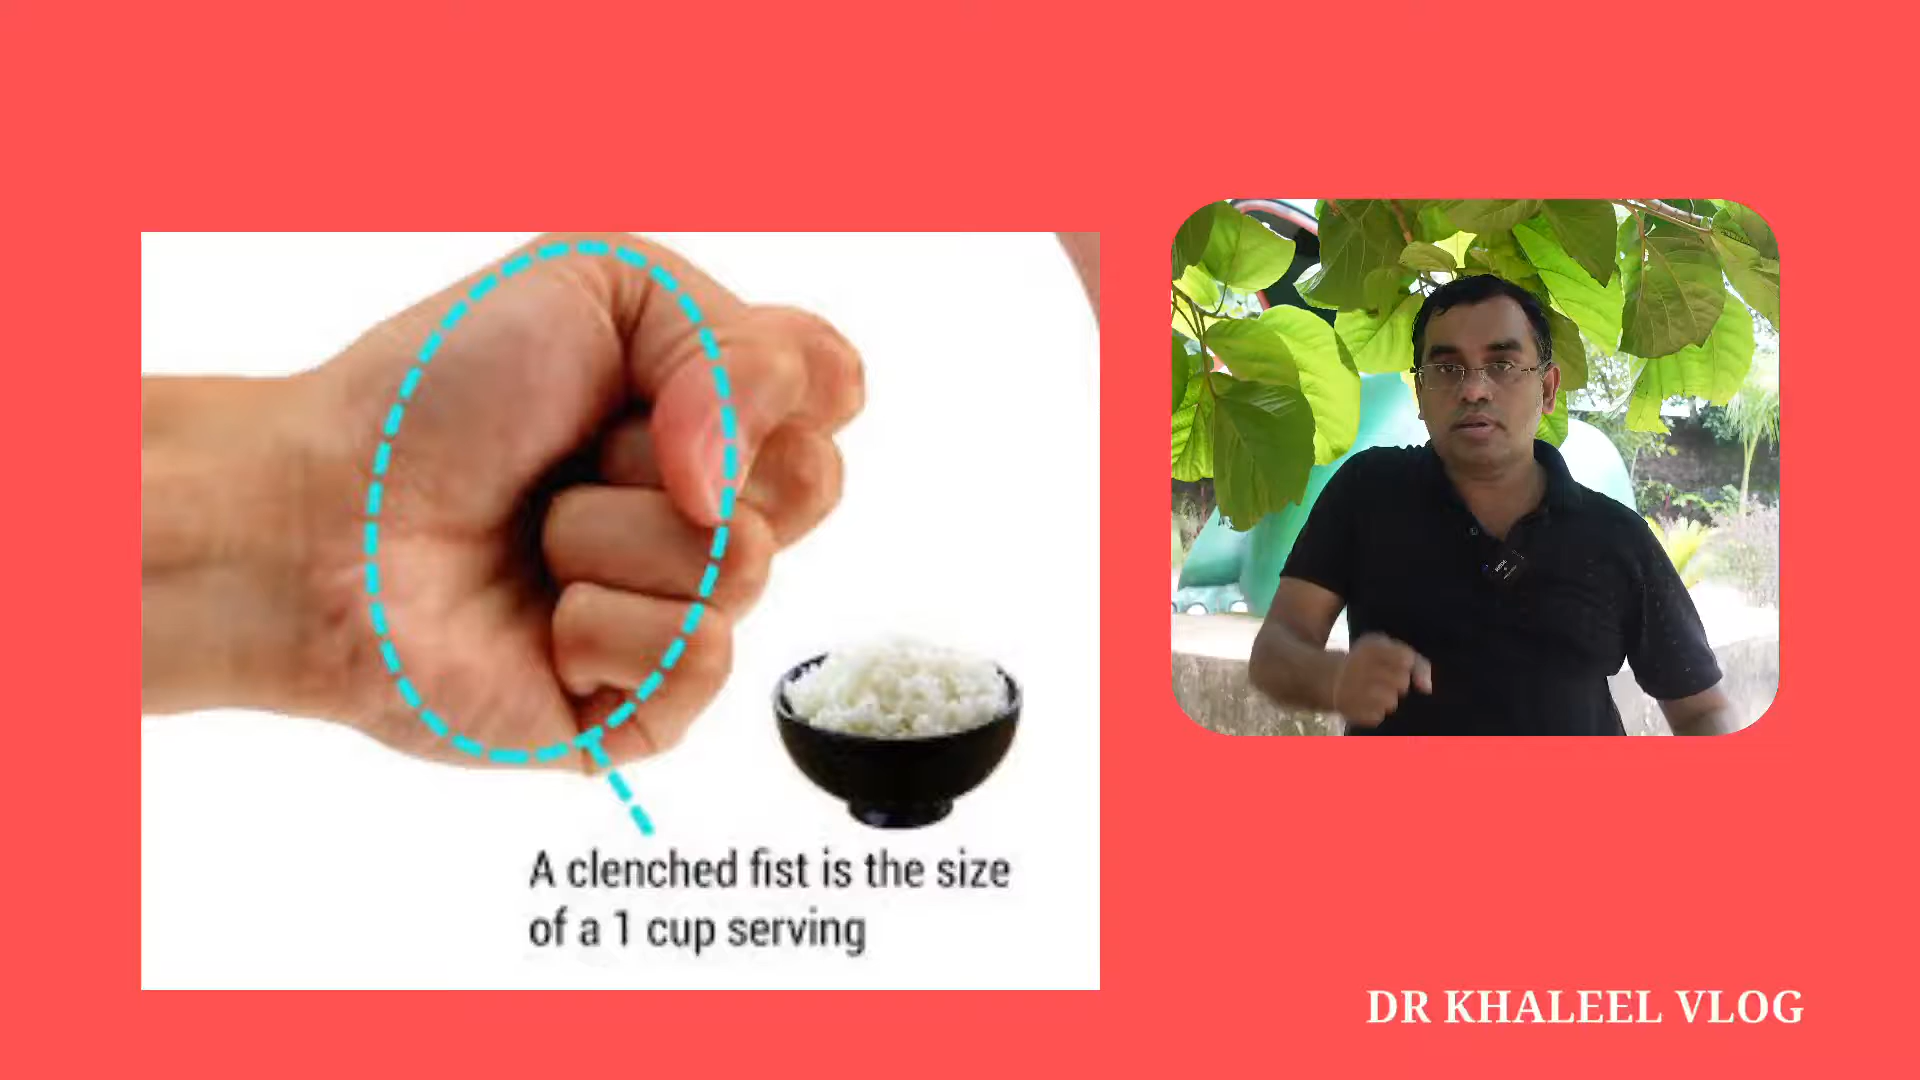 A clenched fist is the size
of a 1 cup serving
DR KHALEEL VLOG